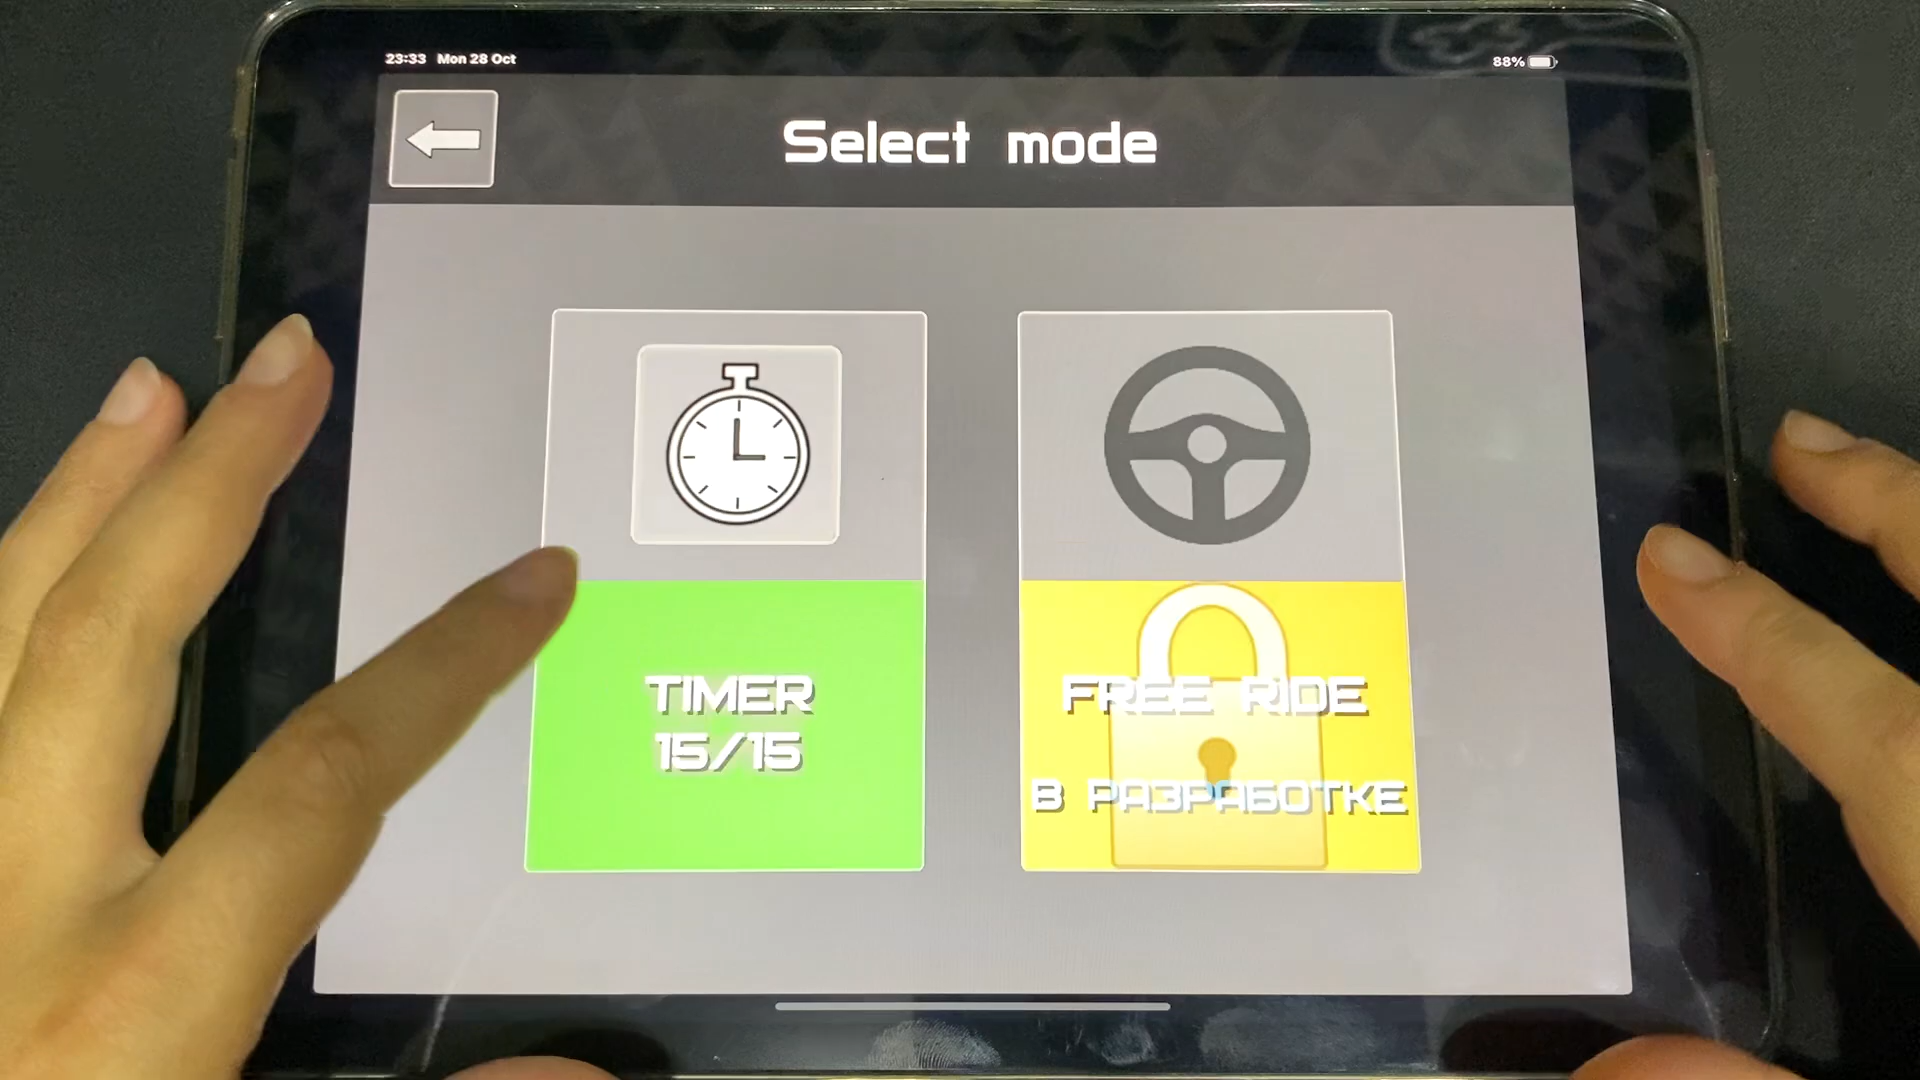 23:33 Mon 28 Oct
88%
Select mode
TIMER
15/15
FREE RIDE
В РАЗРАБОТКЕ